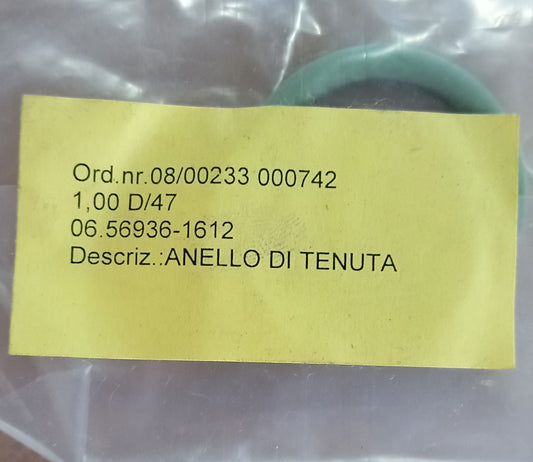 Ord.nr.08/00233 000742
1,00 D/47
06.56936-1612
Descriz.:ANELLO DI TENUTA